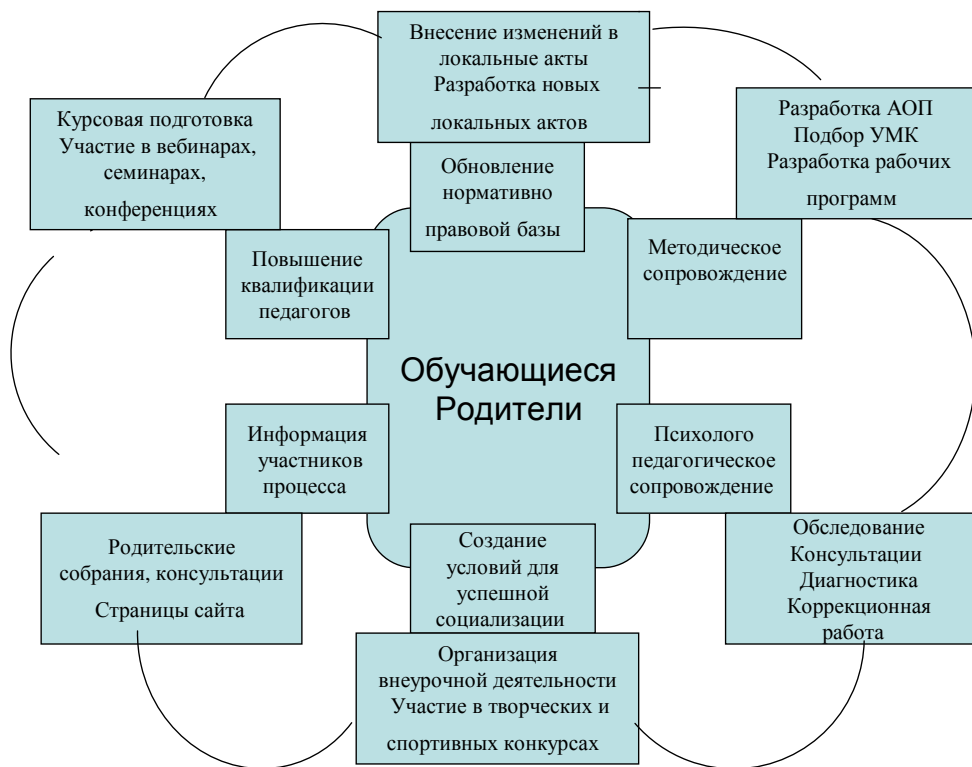 Внесение изменений в
локальные акты
Разработка новых
локальных актов
Курсовая подготовка
Участие в вебинарах,
семинарах,
конференциях
Разработка АОП
Подбор УМК
Разработка рабочих
программ
Обновление
нормативно
правовой базы
Повышение
квалификации
педагогов
Методическое
сопровождение
Обучающиеся
Родители
Информация
участников
процесса
Психолого
педагогическое
сопровождение
Родительские
собрания, консультации
Страницы сайта
Создание
условий для
успешной
социализации
Обследование
Консультации
Диагностика
Коррекционная
работа
Организация
внеурочной деятельности
Участие в творческих и
спортивных конкурсах